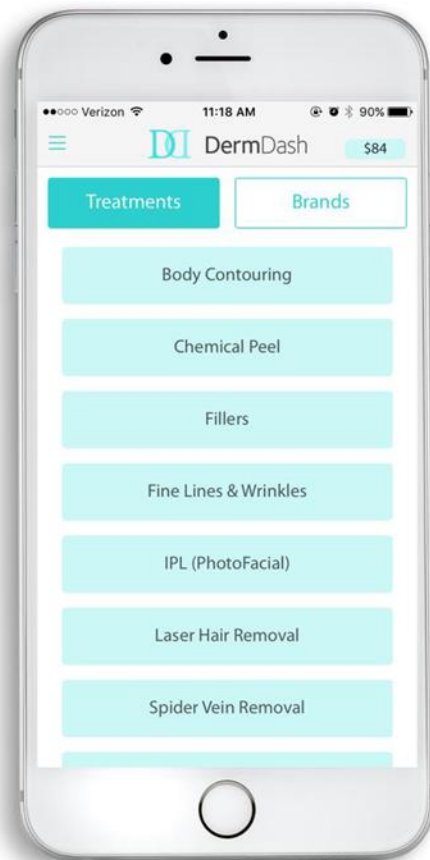 Verizon 11:18 AM 90%
DD DermDash $84
Treatments Brands
Body Contouring
Chemical Peel
Fillers
Fine Lines & Wrinkles
IPL (PhotoFacial)
Laser Hair Removal
Spider Vein Removal